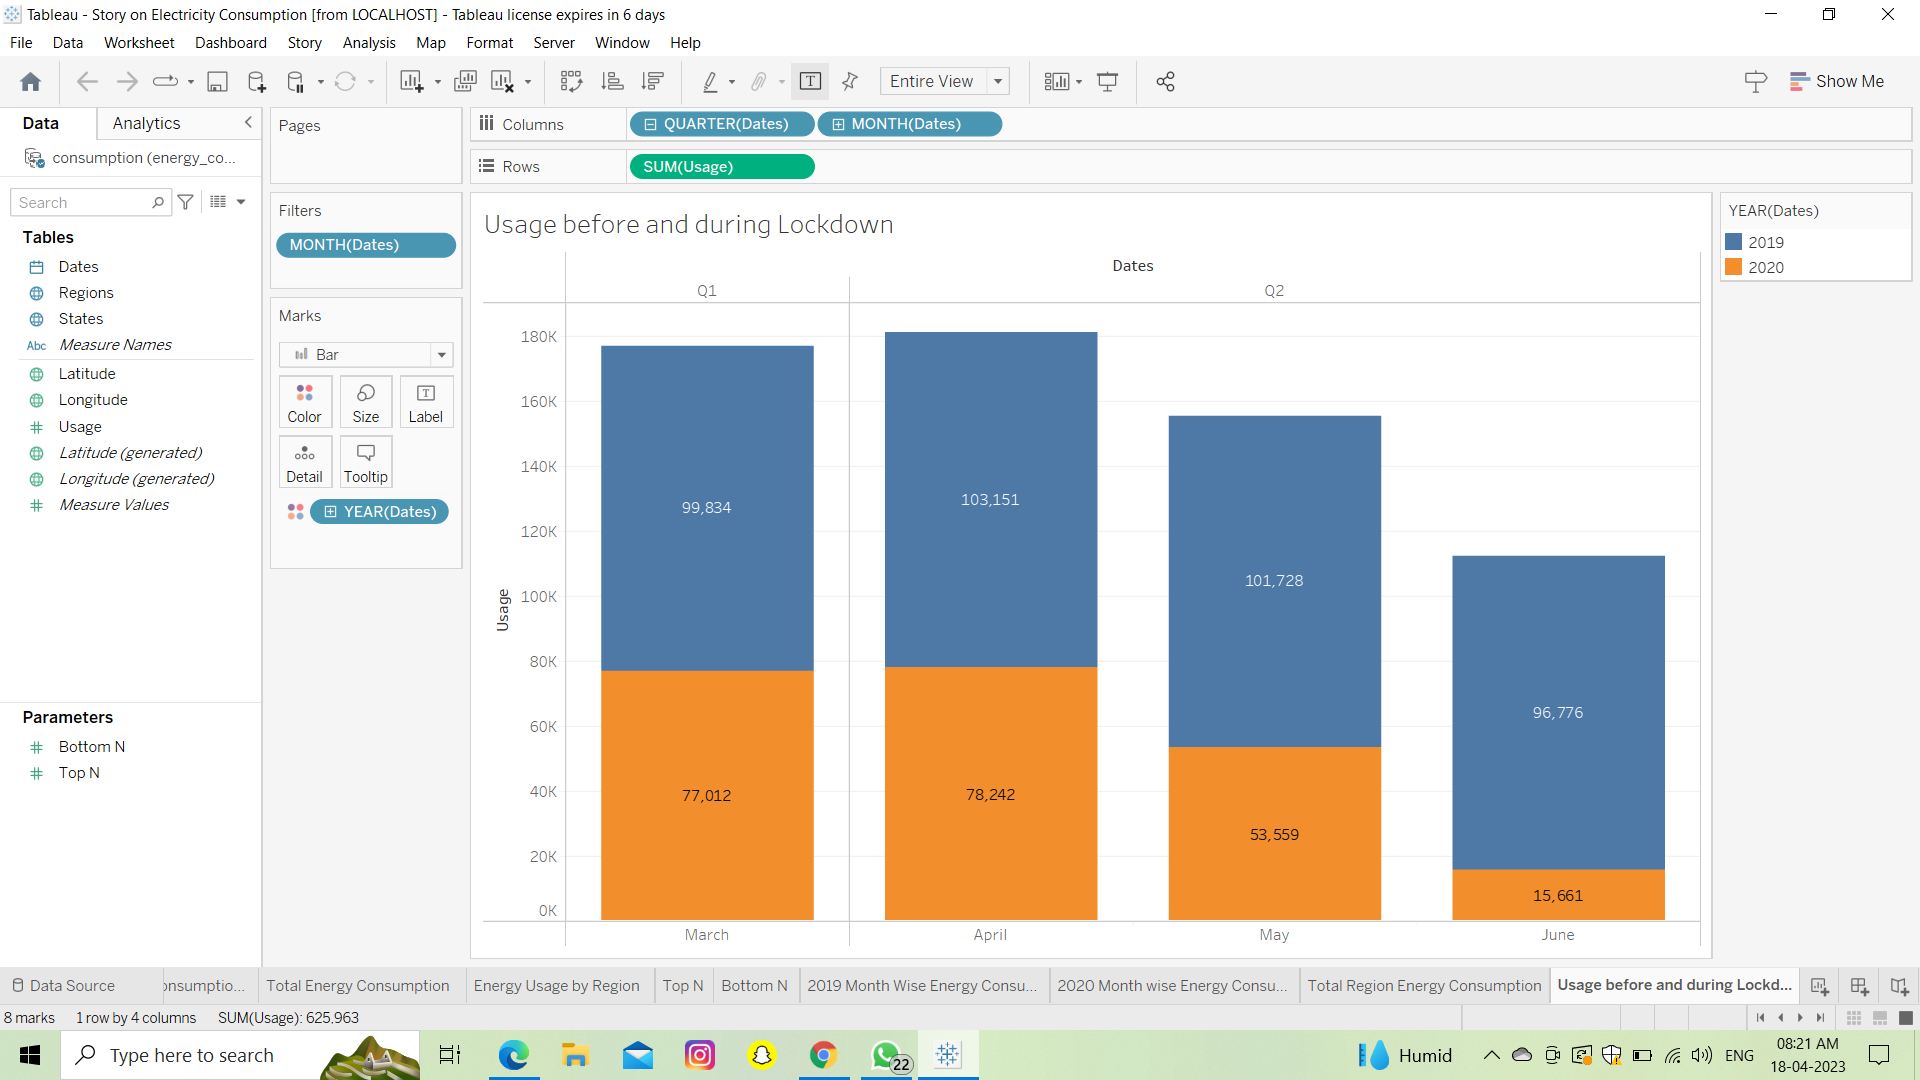 Tableau - Story on Electricity Consumption [from LOCALHOST] - Tableau license expires in 6 days
File Data Worksheet Dashboard Story Analysis Map Format Server Window Help
Entire View
Show Me
Data Analytics
consumption (energy_co...
Search
Tables
Dates
Regions
States
Abc Measure Names
Latitude
Longitude
Usage
Latitude (generated)
Longitude (generated)
Measure Values
Parameters
Bottom N
Top N
Pages
Filters
MONTH(Dates)
Marks
Bar
Color Size Label
Detail Tooltip
YEAR(Dates)
Columns QUARTER(Dates) MONTH(Dates)
Rows SUM(Usage)
Usage before and during Lockdown
Dates
Q1 Q2
180K
160K
140K
120K
100K
80K
60K
40K
20K
0K
Usage
99,834
103,151
101,728
96,776
77,012
78,242
53,559
15,661
March April May June
YEAR(Dates)
2019
2020
Data Source onsumptio... Total Energy Consumption Energy Usage by Region Top N Bottom N 2019 Month Wise Energy Consu... 2020 Month wise Energy Consu... Total Region Energy Consumption Usage before and during Lockd...
8 marks 1 row by 4 columns SUM(Usage): 625,963
Type here to search
22
Humid
ENG
08:21 AM
18-04-2023